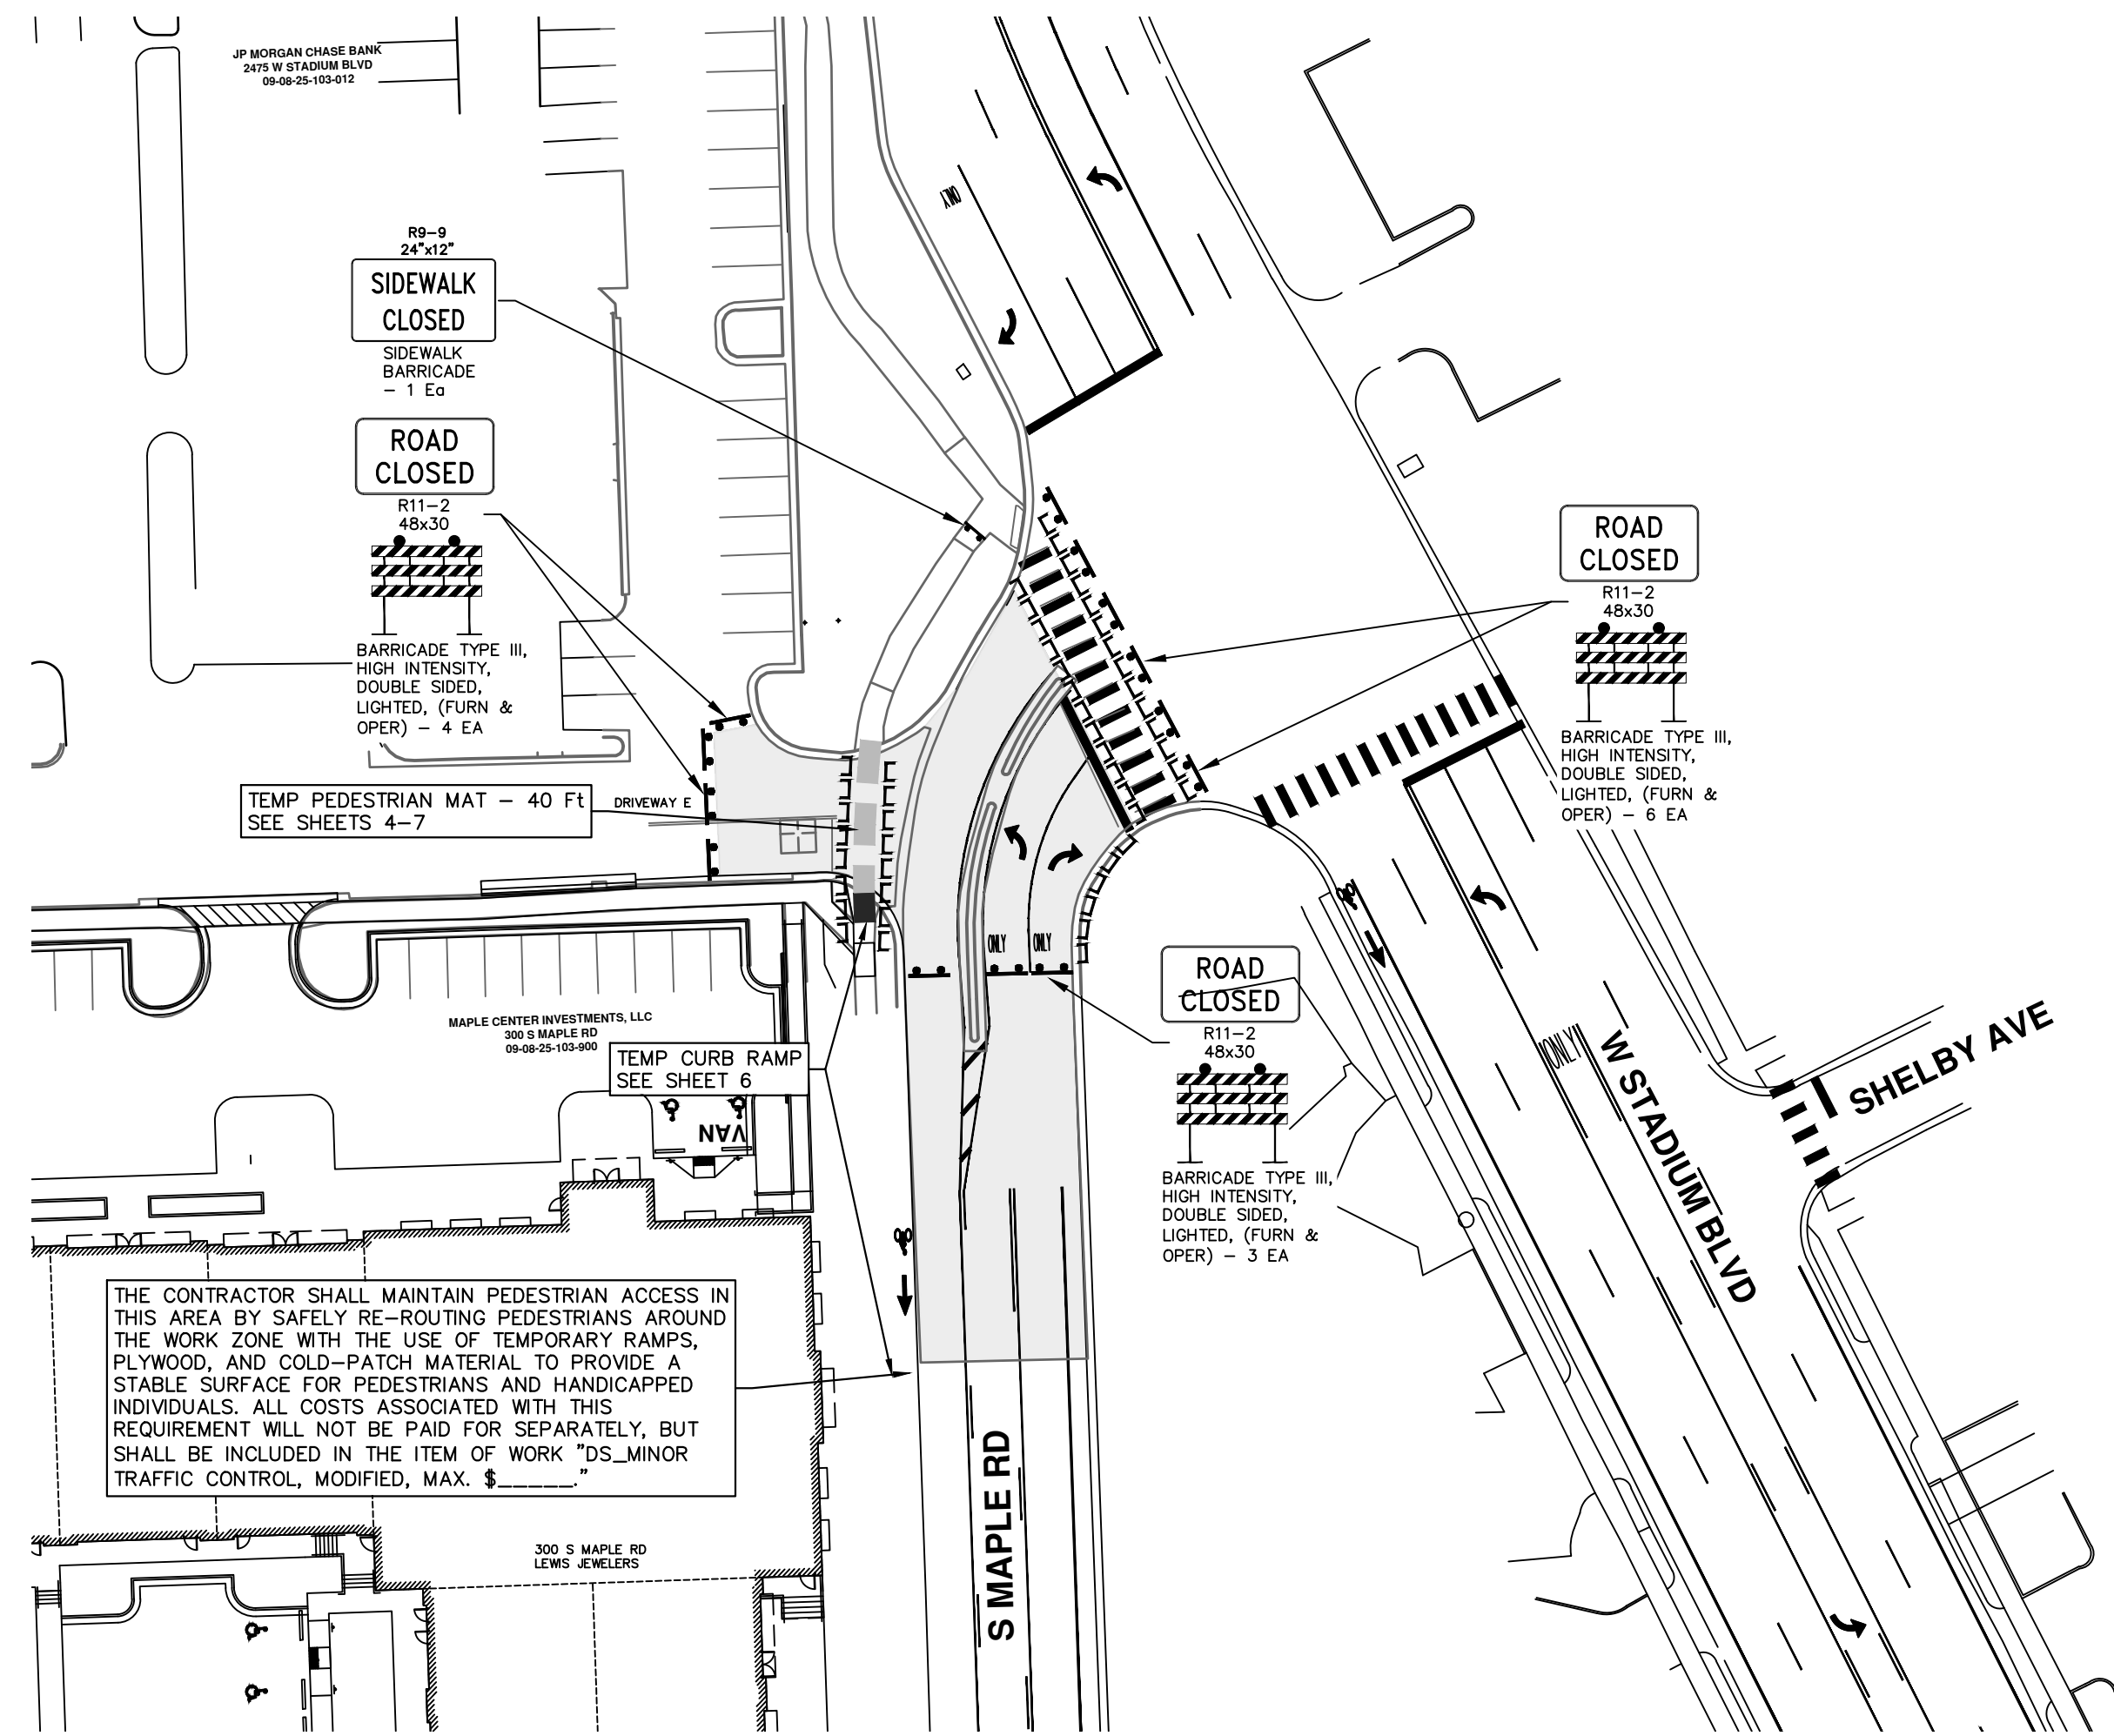 JP MORGAN CHASE BANK
2475 W STADIUM BLVD
09-08-25-103-012
ONLY
R9-9
24"x12"
SIDEWALK
CLOSED
SIDEWALK
BARRICADE
- 1 Ea
ROAD
CLOSED
R11-2
48x30
BARRICADE TYPE III,
HIGH INTENSITY,
DOUBLE SIDED,
LIGHTED, (FURN &
OPER) - 4 EA
ROAD
CLOSED
R11-2
48x30
BARRICADE TYPE III,
HIGH INTENSITY,
DOUBLE SIDED,
LIGHTED, (FURN &
OPER) - 6 EA
TEMP PEDESTRIAN MAT - 40 Ft
SEE SHEETS 4-7
DRIVEWAY E
ONLY
ONLY
ROAD
CLOSED
R11-2
48x30
BARRICADE TYPE III,
HIGH INTENSITY,
DOUBLE SIDED,
LIGHTED, (FURN &
OPER) - 3 EA
MAPLE CENTER INVESTMENTS, LLC
300 S MAPLE RD
09-08-25-103-900
TEMP CURB RAMP
SEE SHEET 6
VAN
ONLY
W STADIUM BLVD
SHELBY AVE
THE CONTRACTOR SHALL MAINTAIN PEDESTRIAN ACCESS IN
THIS AREA BY SAFELY RE-ROUTING PEDESTRIANS AROUND
THE WORK ZONE WITH THE USE OF TEMPORARY RAMPS,
PLYWOOD, AND COLD-PATCH MATERIAL TO PROVIDE A
STABLE SURFACE FOR PEDESTRIANS AND HANDICAPPED
INDIVIDUALS. ALL COSTS ASSOCIATED WITH THIS
REQUIREMENT WILL NOT BE PAID FOR SEPARATELY, BUT
SHALL BE INCLUDED IN THE ITEM OF WORK "DS_MINOR
TRAFFIC CONTROL, MODIFIED, MAX. $_____."
S MAPLE RD
300 S MAPLE RD
LEWIS JEWELERS